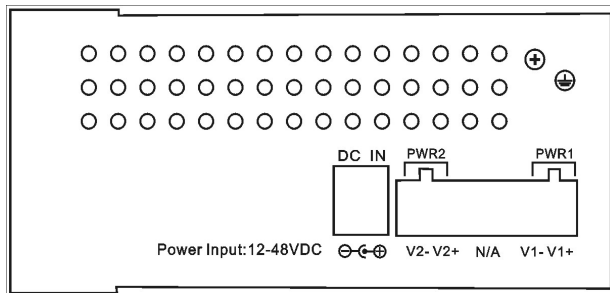 DC IN
PWR2
PWR1
Power Input:12-48VDC
V2- V2+ N/A V1- V1+